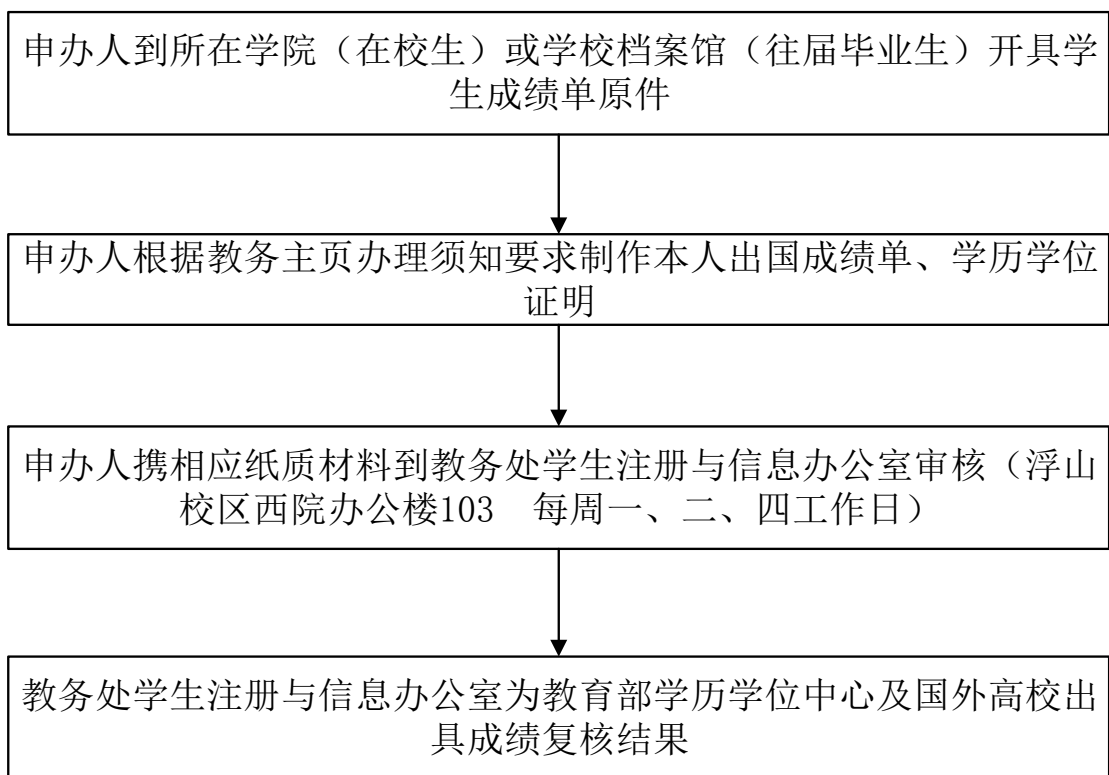 申办人到所在学院（在校生）或学校档案馆（往届毕业生）开具学
生成绩单原件
申办人根据教务主页办理须知要求制作本人出国成绩单、学历学位
证明
申办人携相应纸质材料到教务处学生注册与信息办公室审核（浮山
校区西院办公楼103　每周一、二、四工作日）
教务处学生注册与信息办公室为教育部学历学位中心及国外高校出
具成绩复核结果